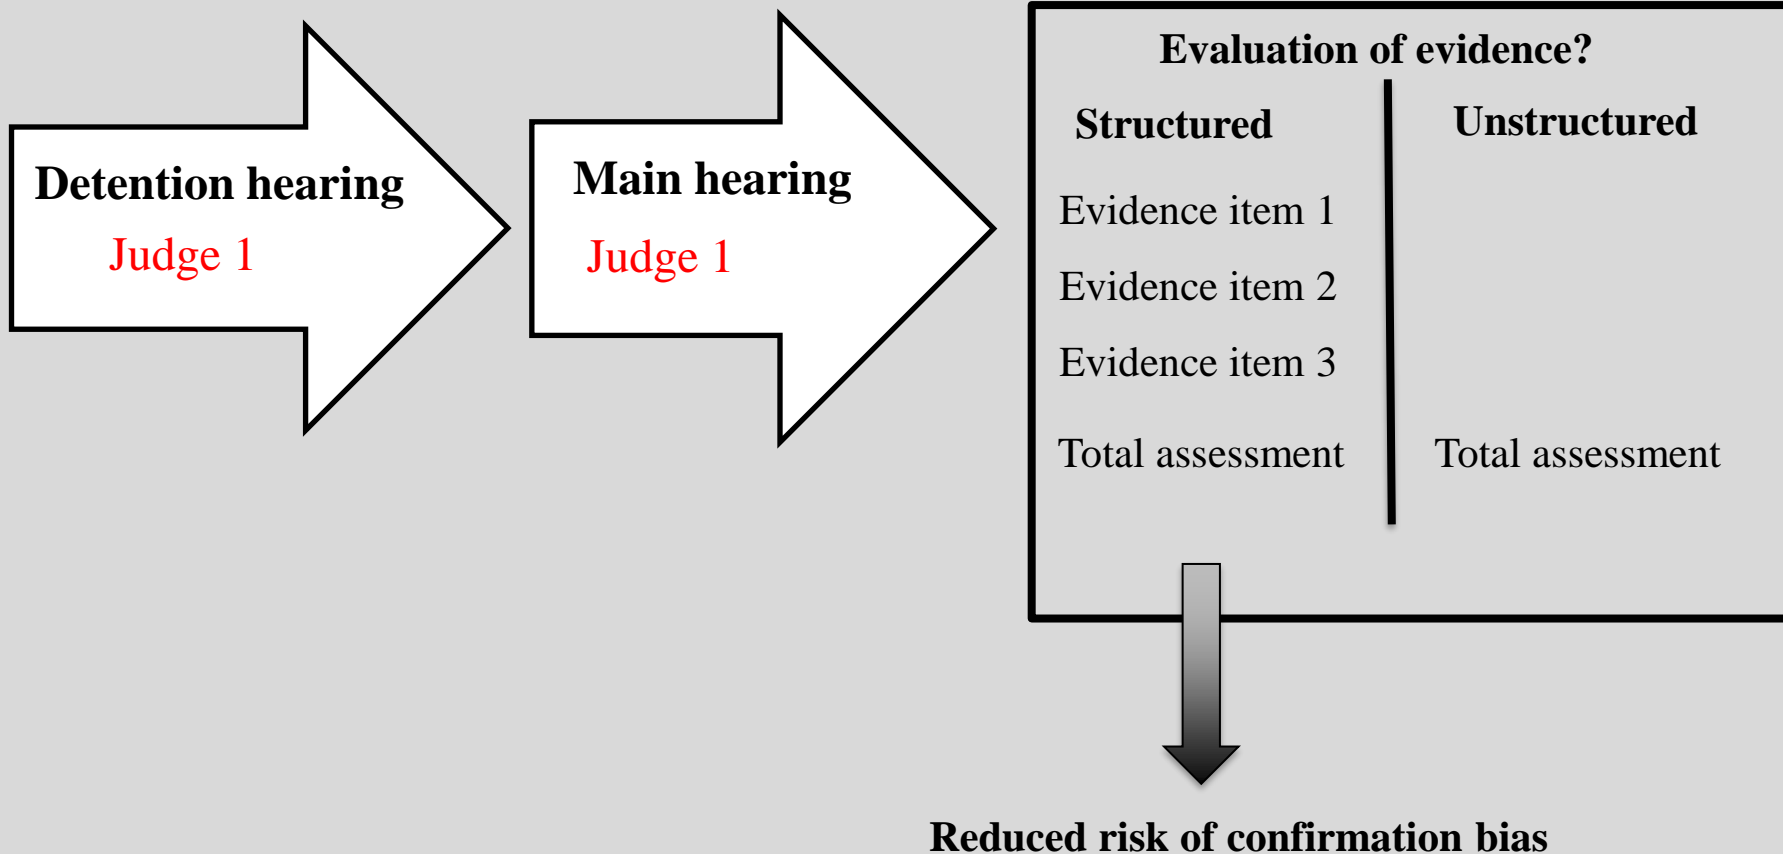 Detention hearing
Judge 1
Main hearing
Judge 1
Evaluation of evidence?
Structured
Unstructured
Evidence item 1
Evidence item 2
Evidence item 3
Total assessment
Total assessment
Reduced risk of confirmation bias